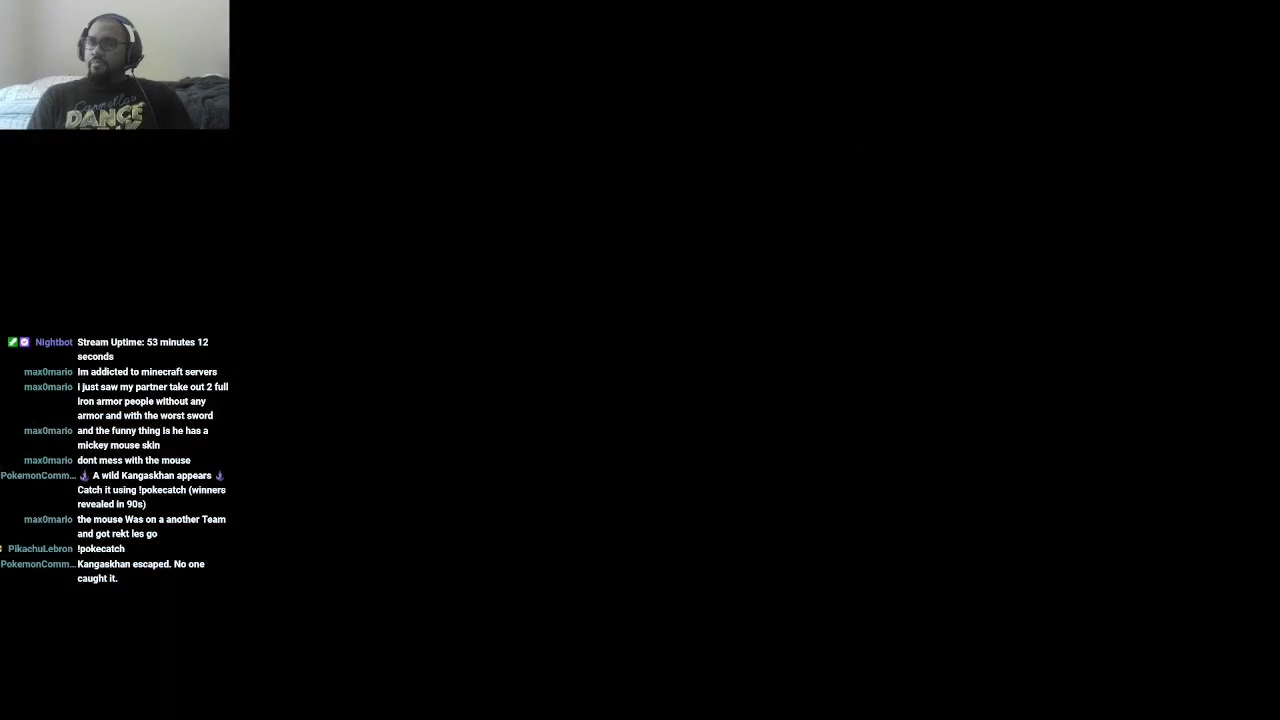 Carmella's
DANCE
Nightbot Stream Uptime: 53 minutes 12
seconds
max0mario Im addicted to minecraft servers
max0mario i just saw my partner take out 2 full
iron armor people without any
armor and with the worst sword
max0mario and the funny thing is he has a
mickey mouse skin
max0mario dont mess with the mouse
PokemonComm... A wild Kangaskhan appears
Catch it using !pokecatch (winners
revealed in 90s)
max0mario the mouse Was on a another Team
and got rekt les go
PikachuLebron !pokecatch
PokemonComm... Kangaskhan escaped. No one
caught it.